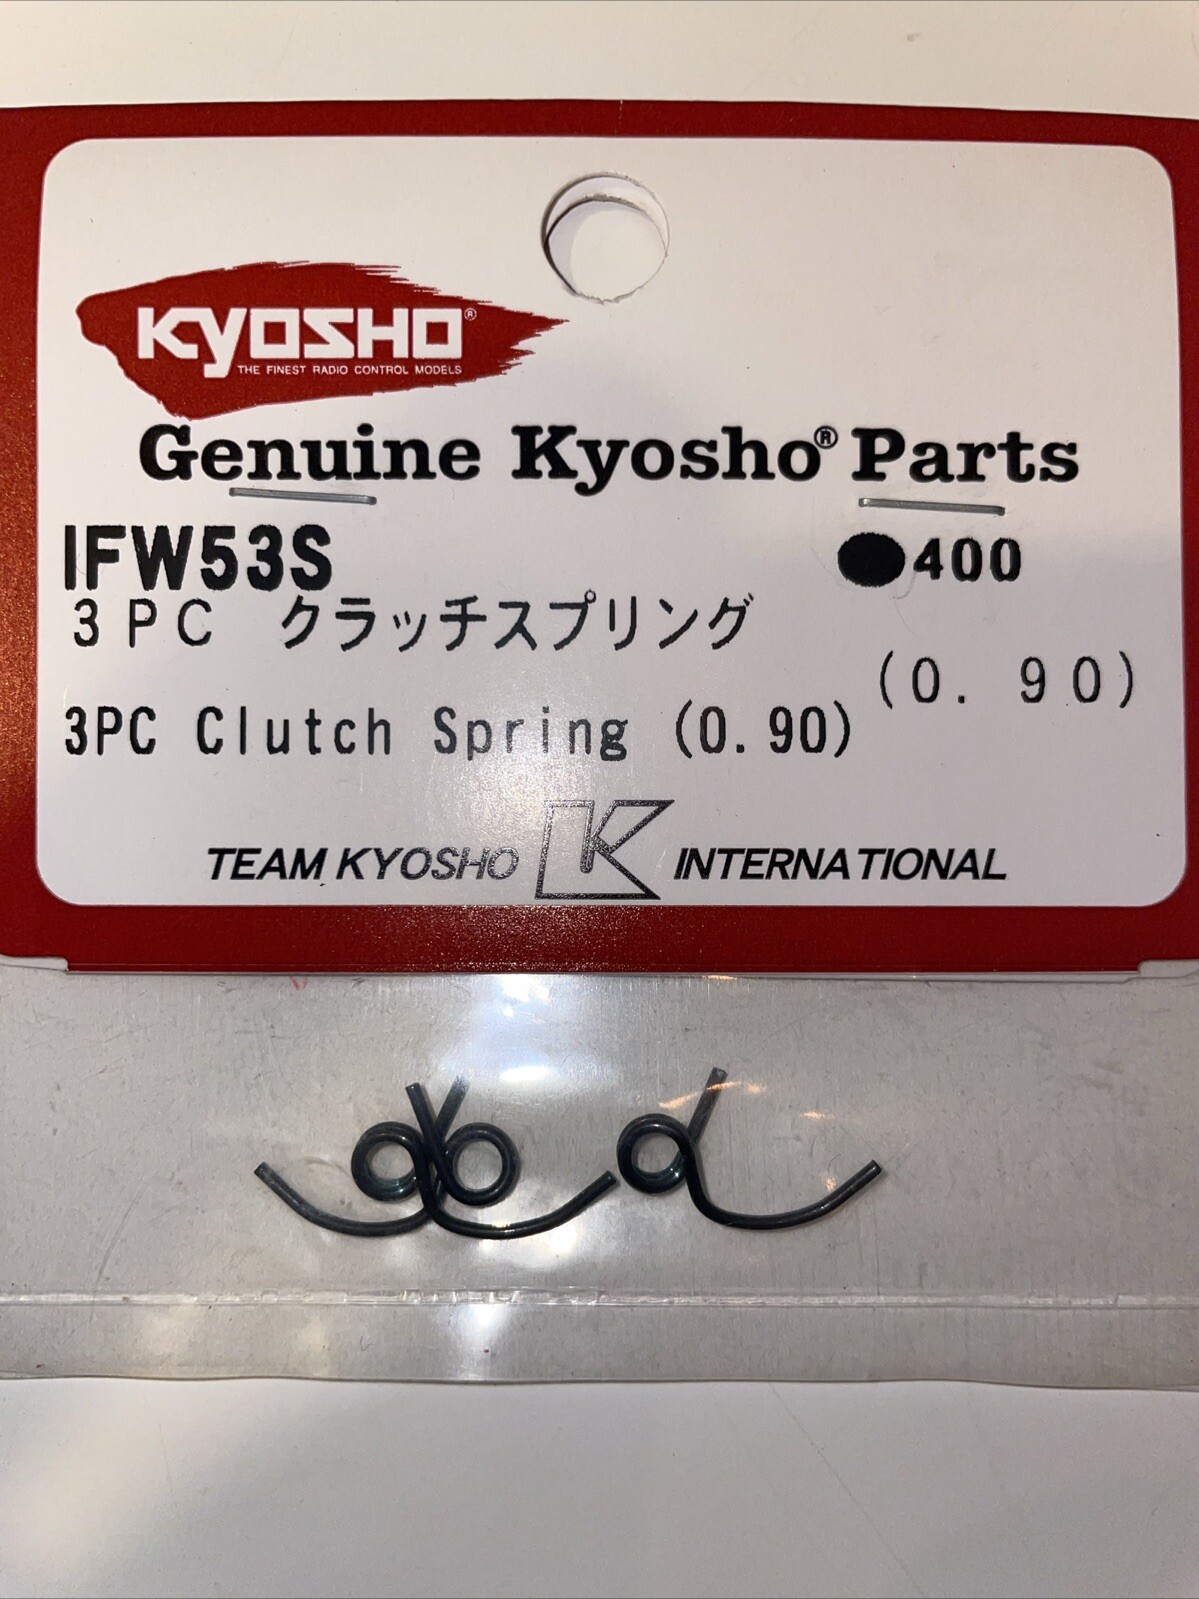 KYOSHO®
THE FINEST RADIO CONTROL MODELS
Genuine Kyosho® Parts
IFW53S ●400
3PC クラッチスプリング
(0.90)
3PC Clutch Spring (0.90)
TEAM KYOSHO K INTERNATIONAL